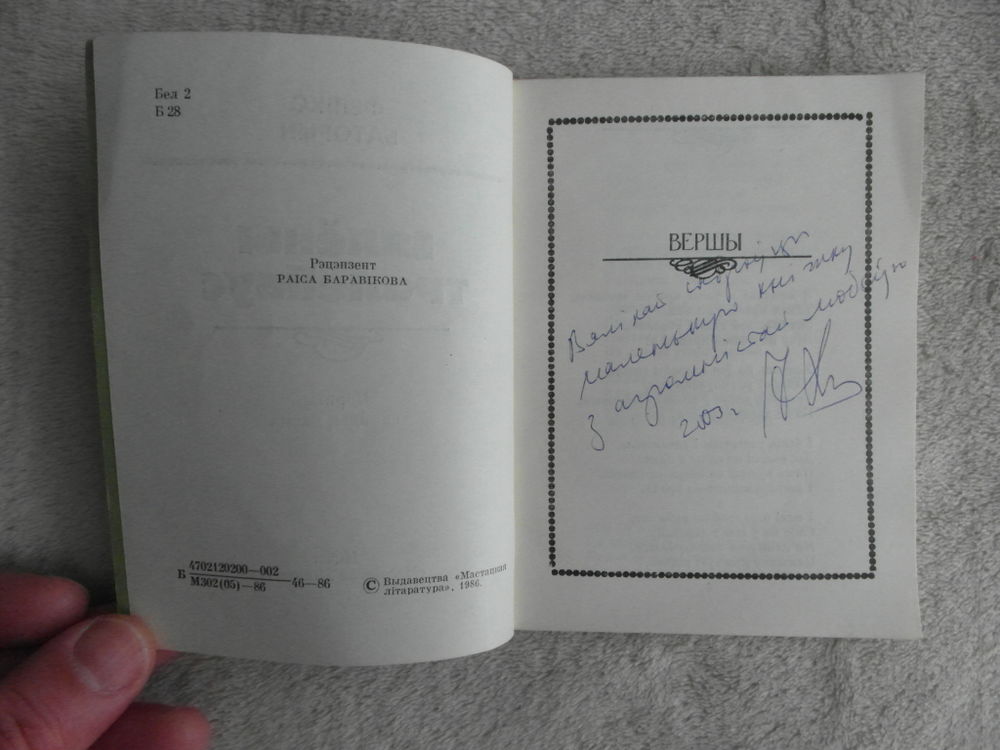 Бел 2
Б 28
Рэцэнзент
РАІСА БАРАВІКОВА
Б 4702120200—002
М302(05)—86
46—86
© Выдавецтва «Мастацкая
літаратура», 1986.
ВЕРШЫ
Вялікай
маленькую кніжку
З агромністай любоўю
2003 г